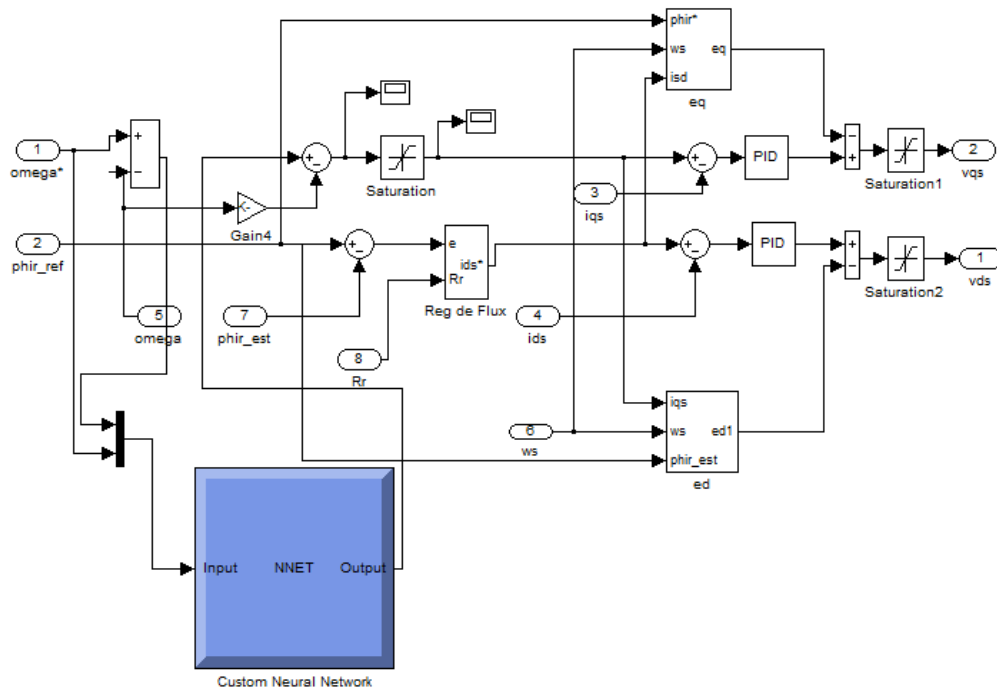 phir*
ws
eq
isd
eq
1
omega*
+
−
+
−
Saturation
3
iqs
+
−
PID
−
+
Saturation1
2
vqs
K-
Gain4
2
phir_ref
+
−
e
ids*
Rr
Reg de Flux
+
−
PID
+
−
Saturation2
1
vds
5
omega
7
phir_est
8
Rr
4
ids
6
ws
iqs
ws
ed1
phir_est
ed
Input
NNET
Output
Custom Neural Network